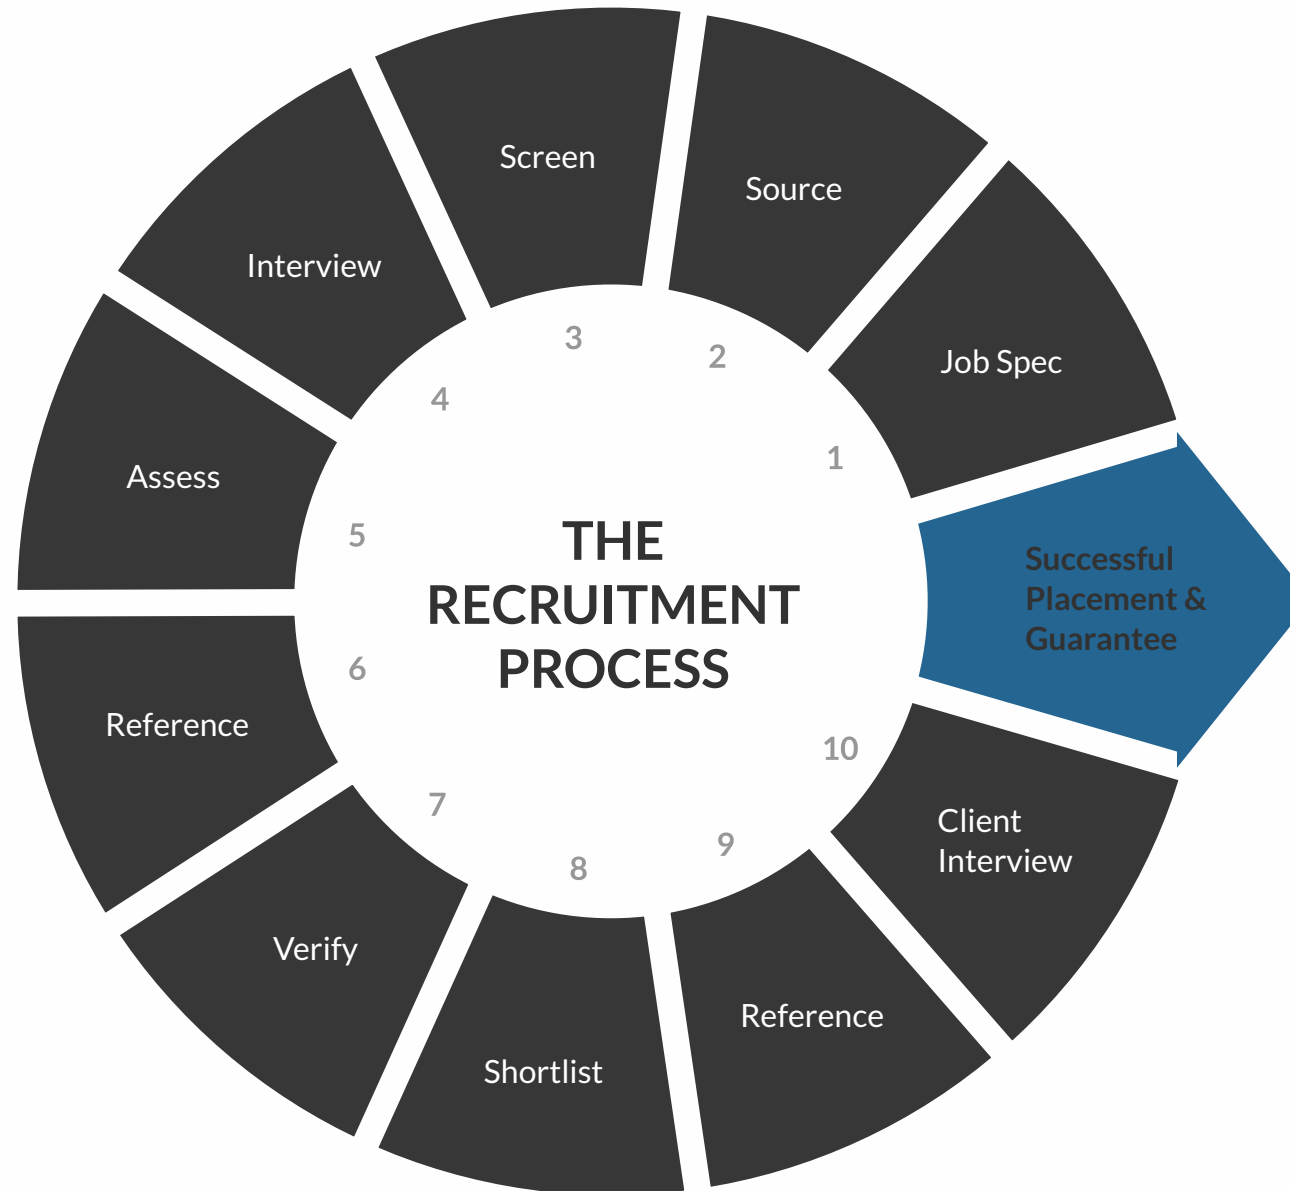 THE
RECRUITMENT
PROCESS
1
Job Spec
2
Source
3
Screen
4
Interview
5
Assess
6
Reference
7
Verify
8
Shortlist
9
Reference
10
Client
Interview
Successful
Placement &
Guarantee